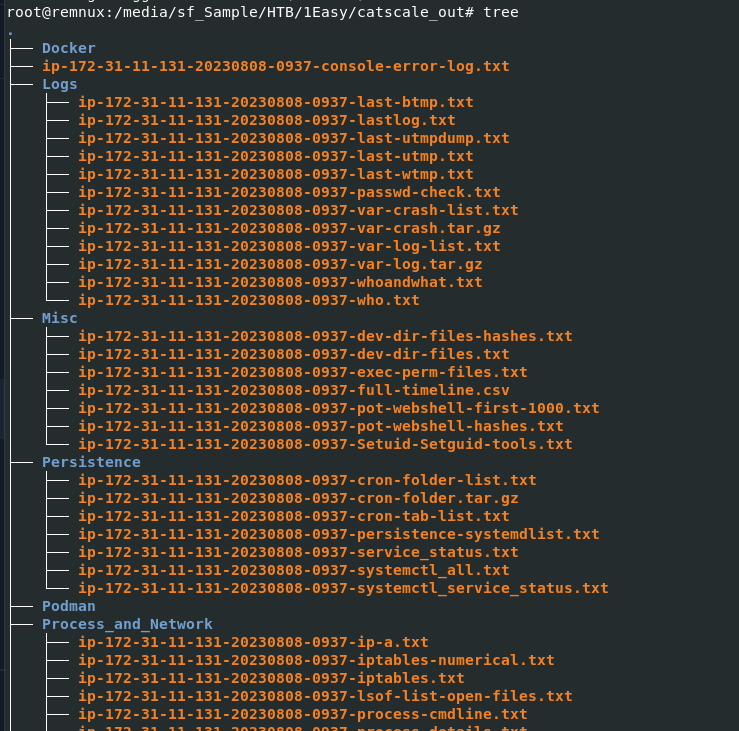 root@remnux:/media/sf_Sample/HTB/1Easy/catscale_out# tree
.
├── Docker
├── ip-172-31-11-131-20230808-0937-console-error-log.txt
├── Logs
│   ├── ip-172-31-11-131-20230808-0937-last-btmp.txt
│   ├── ip-172-31-11-131-20230808-0937-lastlog.txt
│   ├── ip-172-31-11-131-20230808-0937-last-utmpdump.txt
│   ├── ip-172-31-11-131-20230808-0937-last-utmp.txt
│   ├── ip-172-31-11-131-20230808-0937-last-wtmp.txt
│   ├── ip-172-31-11-131-20230808-0937-passwd-check.txt
│   ├── ip-172-31-11-131-20230808-0937-var-crash-list.txt
│   ├── ip-172-31-11-131-20230808-0937-var-crash.tar.gz
│   ├── ip-172-31-11-131-20230808-0937-var-log-list.txt
│   ├── ip-172-31-11-131-20230808-0937-var-log.tar.gz
│   ├── ip-172-31-11-131-20230808-0937-whoandwhat.txt
│   └── ip-172-31-11-131-20230808-0937-who.txt
├── Misc
│   ├── ip-172-31-11-131-20230808-0937-dev-dir-files-hashes.txt
│   ├── ip-172-31-11-131-20230808-0937-dev-dir-files.txt
│   ├── ip-172-31-11-131-20230808-0937-exec-perm-files.txt
│   ├── ip-172-31-11-131-20230808-0937-full-timeline.csv
│   ├── ip-172-31-11-131-20230808-0937-pot-webshell-first-1000.txt
│   ├── ip-172-31-11-131-20230808-0937-pot-webshell-hashes.txt
│   └── ip-172-31-11-131-20230808-0937-Setuid-Setguid-tools.txt
├── Persistence
│   ├── ip-172-31-11-131-20230808-0937-cron-folder-list.txt
│   ├── ip-172-31-11-131-20230808-0937-cron-folder.tar.gz
│   ├── ip-172-31-11-131-20230808-0937-cron-tab-list.txt
│   ├── ip-172-31-11-131-20230808-0937-persistence-systemdlist.txt
│   ├── ip-172-31-11-131-20230808-0937-service_status.txt
│   ├── ip-172-31-11-131-20230808-0937-systemctl_all.txt
│   └── ip-172-31-11-131-20230808-0937-systemctl_service_status.txt
├── Podman
├── Process_and_Network
│   ├── ip-172-31-11-131-20230808-0937-ip-a.txt
│   ├── ip-172-31-11-131-20230808-0937-iptables-numerical.txt
│   ├── ip-172-31-11-131-20230808-0937-iptables.txt
│   ├── ip-172-31-11-131-20230808-0937-lsof-list-open-files.txt
│   ├── ip-172-31-11-131-20230808-0937-process-cmdline.txt